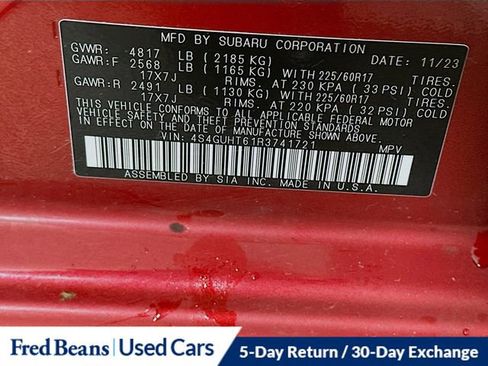 MFD BY SUBARU CORPORATION
GVWR: 4817 LB (2185 KG) DATE: 11/23
GAWR:F 2568 LB (1165 KG) WITH 225/60R17 TIRES.
17X7J RIMS. AT 230 KPA (33 PSI) COLD.
GAWR:R 2491 LB (1130 KG) WITH 225/60R17 TIRES.
17X7J RIMS. AT 220 KPA (32 PSI) COLD.
THIS VEHICLE CONFORMS TO ALL APPLICABLE FEDERAL MOTOR
VEHICLE SAFETY
IN EFFECT ON THE DATE OF MANUFACTURE SHOWN ABOVE.
VIN: 4S4GUHT61R3741721 MPV
ASSEMBLED BY SIA INC. MADE IN U.S.A.
Fred Beans Used Cars 5-Day Return / 30-Day Exchange